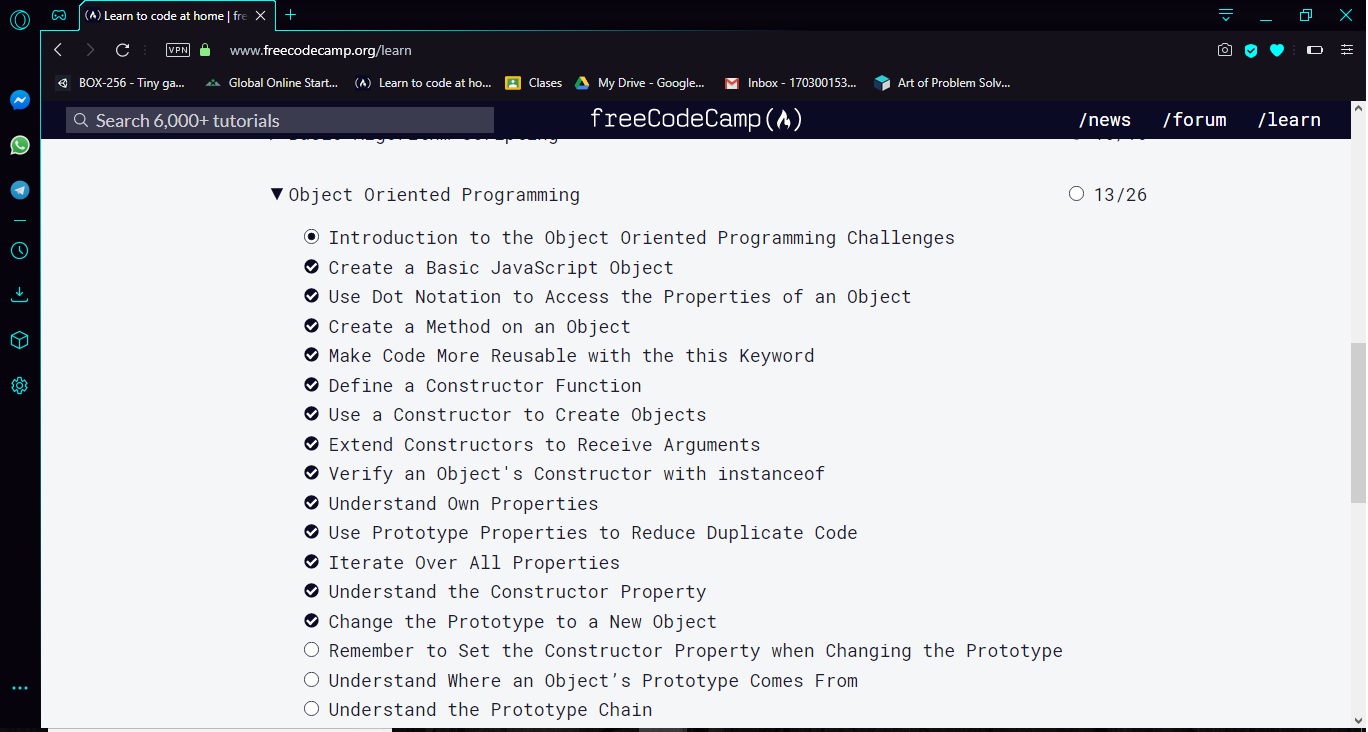 (A) Learn to code at home | fre
VPN www.freecodecamp.org/learn
BOX-256 - Tiny ga... Global Online Start... (A) Learn to code at ho... Clases My Drive - Google... Inbox - 170300153... Art of Problem Solv...
Search 6,000+ tutorials freeCodeCamp(🔥) /news /forum /learn
Basic Algorithm Scripting
Object Oriented Programming 13/26
Introduction to the Object Oriented Programming Challenges
Create a Basic JavaScript Object
Use Dot Notation to Access the Properties of an Object
Create a Method on an Object
Make Code More Reusable with the this Keyword
Define a Constructor Function
Use a Constructor to Create Objects
Extend Constructors to Receive Arguments
Verify an Object's Constructor with instanceof
Understand Own Properties
Use Prototype Properties to Reduce Duplicate Code
Iterate Over All Properties
Understand the Constructor Property
Change the Prototype to a New Object
Remember to Set the Constructor Property when Changing the Prototype
Understand Where an Object’s Prototype Comes From
Understand the Prototype Chain